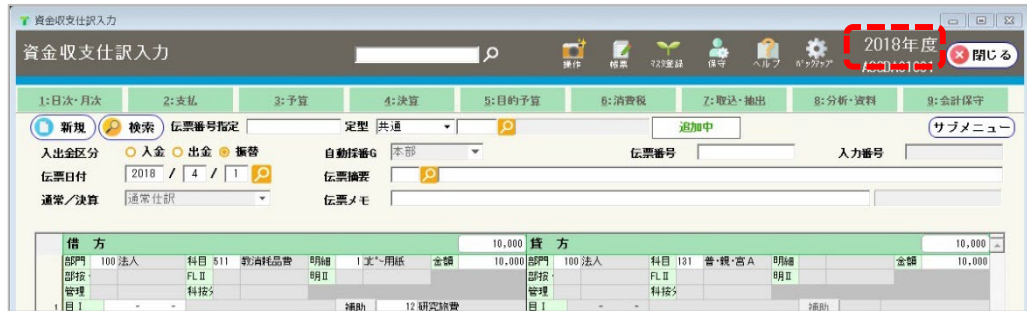 資金収支仕訳入力
資金収支仕訳入力 操作 帳票 マスタ登録 保守 ヘルプ ﾊﾞｯｸｱｯﾌﾟ 2018年度 閉じる
1:日次・月次 2:支払 3:予算 4:決算 5:目的予算 6:消費税 7:取込・抽出 8:分析・資料 9:会計保守
新規 検索 伝票番号指定 定型 共通 追加中 サブメニュー
入出金区分 入金 出金 振替 自動採番G 本部 伝票番号 入力番号
伝票日付 2018 / 4 / 1 伝票摘要
通常/決算 通常仕訳 伝票メモ
借 方 10,000 貸 方 10,000
部門 100 法人 科目 511 教消耗品費 明細 1 ｺﾋﾟｰ用紙 金額 10,000 部門 100 法人 科目 131 普・親・宮A 明細 金額 10,000
部按 FLⅡ 明Ⅱ 部按 FLⅡ 明Ⅱ
管理 科按分 管理 科按分
1 目Ⅰ - - 補助 12 研究旅費 目Ⅰ - - 補助